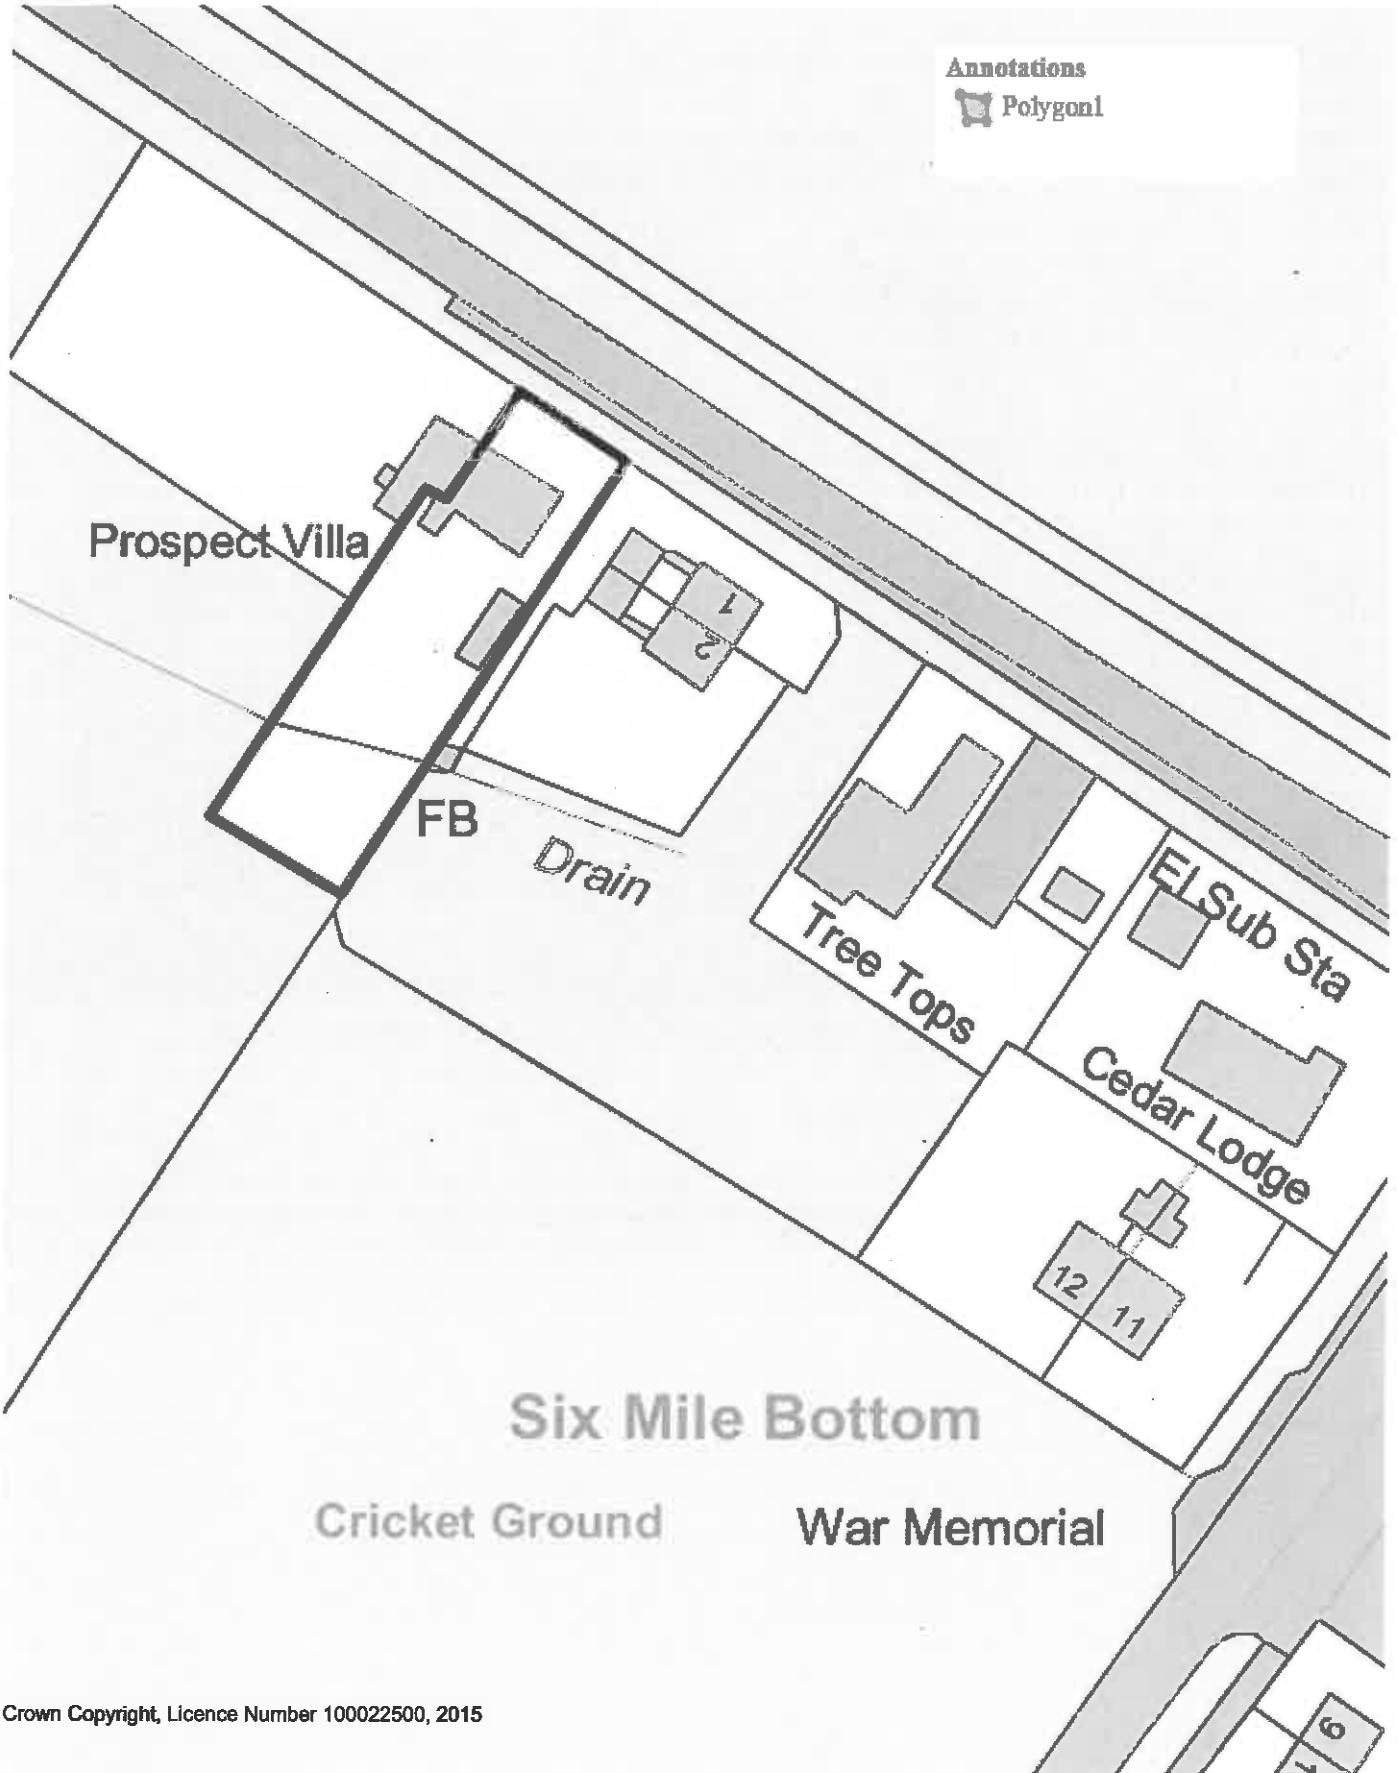 Annotations
Polygon1
Prospect Villa
1
2
FB
Drain
El Sub Sta
Tree Tops
Cedar Lodge
12
11
Six Mile Bottom
Cricket Ground
War Memorial
Crown Copyright, Licence Number 100022500, 2015